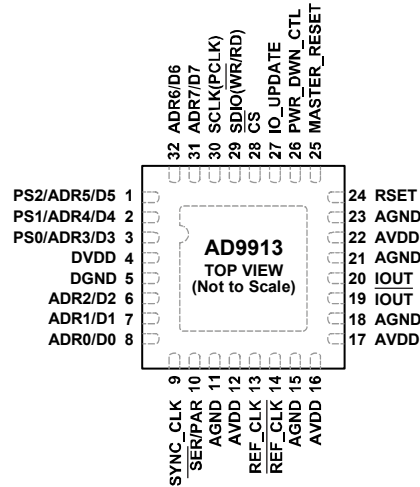 32 ADR6/D6
31 ADR7/D7
30 SCLK(PCLK)
29 SDIO(WR/RD)
28 CS
27 IO_UPDATE
26 PWR_DWN_CTL
25 MASTER_RESET
PS2/ADR5/D5 1
PS1/ADR4/D4 2
PS0/ADR3/D3 3
DVDD 4
DGND 5
ADR2/D2 6
ADR1/D1 7
ADR0/D0 8
AD9913
TOP VIEW
(Not to Scale)
24 RSET
23 AGND
22 AVDD
21 AGND
20 IOUT
19 IOUT
18 AGND
17 AVDD
SYNC_CLK 9
SER/PAR 10
AGND 11
AVDD 12
REF_CLK 13
REF_CLK 14
AGND 15
AVDD 16